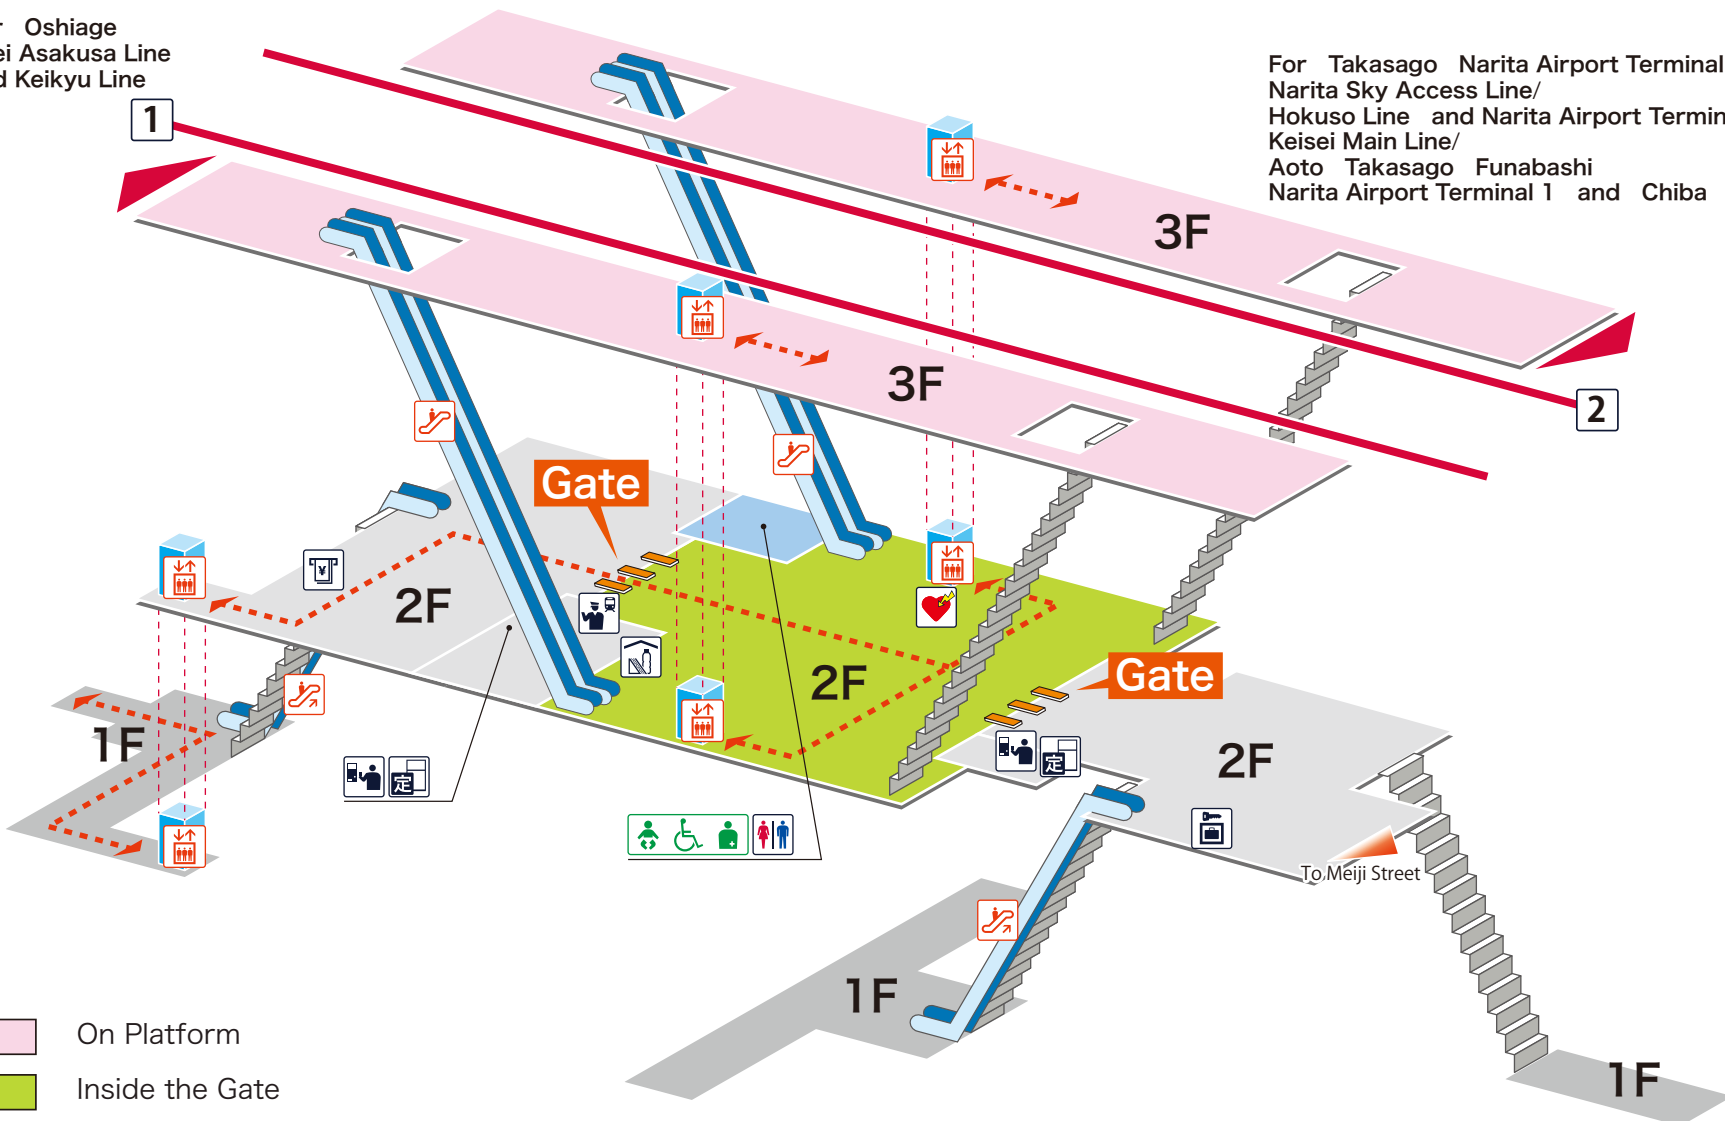 Oshiage
Asakusa Line
Keikyu Line
1
For Takasago Narita Airport Terminal
Narita Sky Access Line/
Hokuso Line and Narita Airport
Keisei Main Line/
Aoto Takasago Funabashi
Narita Airport Terminal 1 and Chiba
3F
3F
2
Gate
¥
2F
2F
Gate
1F
定
定
2F
To Meiji Street
1F
1F
On Platform
Inside the Gate